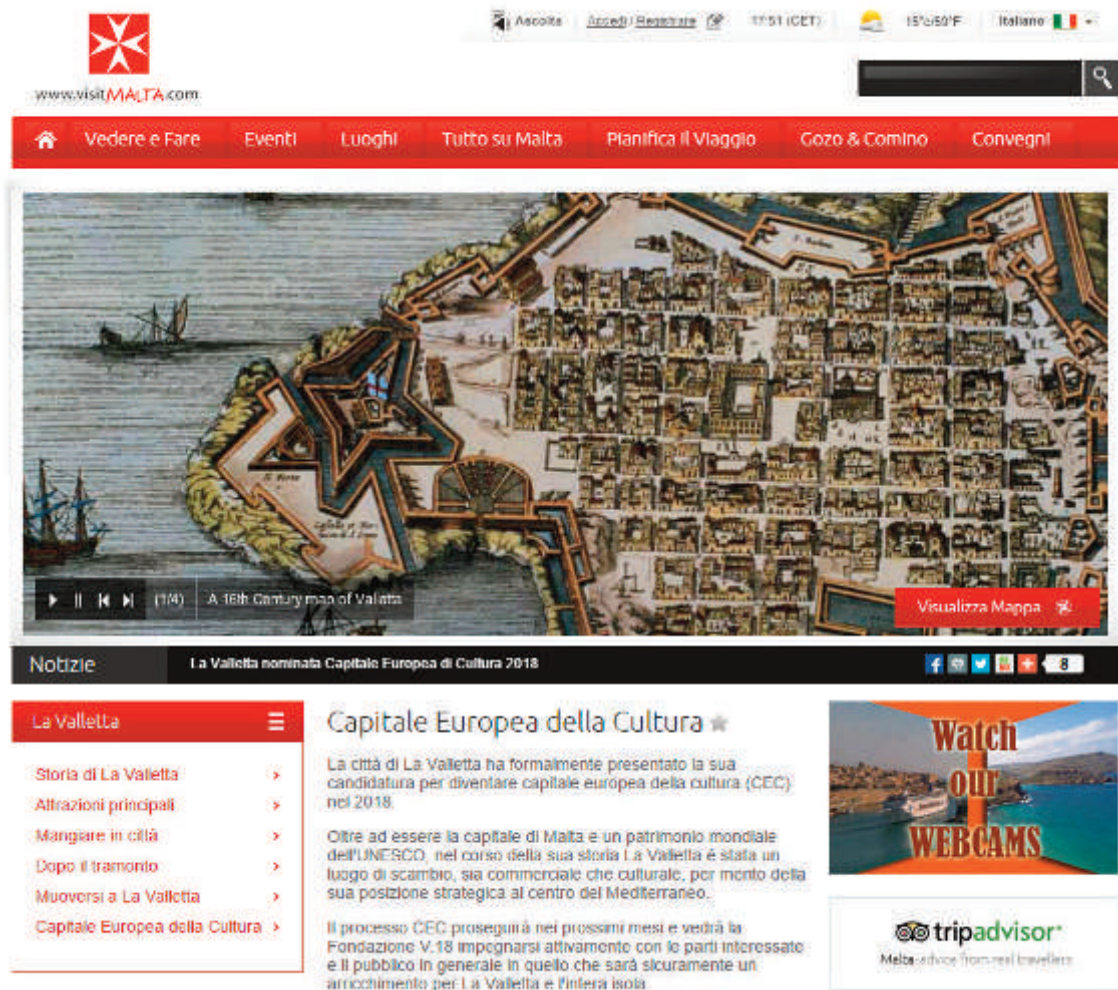 Ascolta
Accedi / Registrare
17:51 (CET)
15°c/59°F
Italiano
www.visitMALTA.com
Vedere e Fare
Eventi
Luoghi
Tutto su Malta
Pianifica il Viaggio
Gozo & Comino
Convegni
(1/4)
A 16th Century map of Valletta
Visualizza Mappa
Notizie
La Valletta nominata Capitale Europea di Cultura 2018
8
La Valletta
Storia di La Valletta
Attrazioni principali
Mangiare in città
Dopo il tramonto
Muoversi a La Valletta
Capitale Europea della Cultura
Capitale Europea della Cultura
La città di La Valletta ha formalmente presentato la sua
candidatura per diventare capitale europea della cultura (CEC)
nel 2018.
Oltre ad essere la capitale di Malta e un patrimonio mondiale
dell'UNESCO, nel corso della sua storia La Valletta é stata un
luogo di scambio, sia commerciale che culturale, per merito della
sua posizione strategica al centro del Mediterraneo.
Il processo CEC proseguirà nei prossimi mesi e vedrà la
Fondazione V.18 impegnarsi attivamente con le parti interessate
e il pubblico in generale in quello che sarà sicuramente un
arricchimento per La Valletta e l'intera isola.
Watch
our
WEBCAMS
tripadvisor
Malta-advice from real travellers